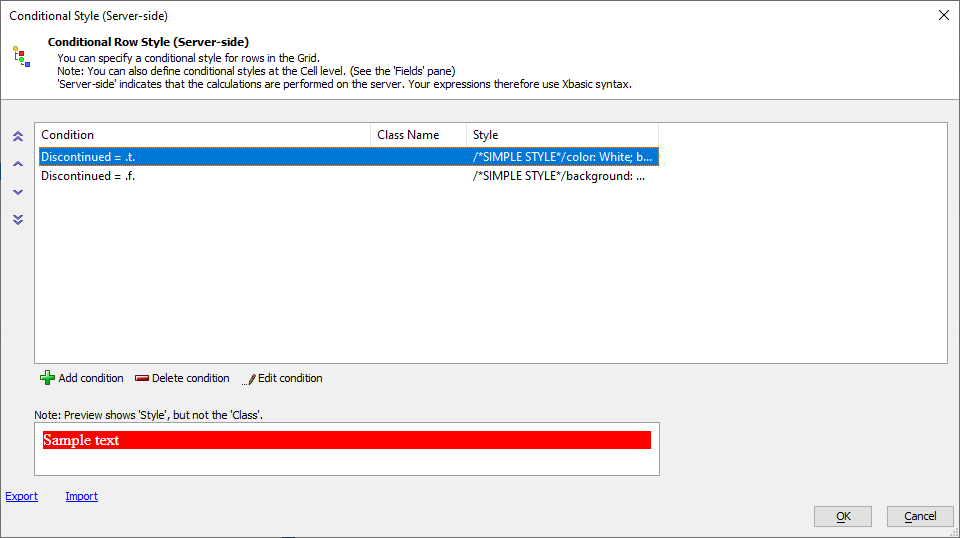 Conditional Style (Server-side)
Conditional Row Style (Server-side)
You can specify a conditional style for rows in the Grid.
Note: You can also define conditional styles at the Cell level. (See the 'Fields' pane)
'Server-side' indicates that the calculations are performed on the server. Your expressions therefore use Xbasic syntax.
Condition Class Name Style
Discontinued = .t. /*SIMPLE STYLE*/color: White; b...
Discontinued = .f. /*SIMPLE STYLE*/background: ...
Add condition Delete condition Edit condition
Note: Preview shows 'Style', but not the 'Class'.
Sample text
Export Import
OK Cancel